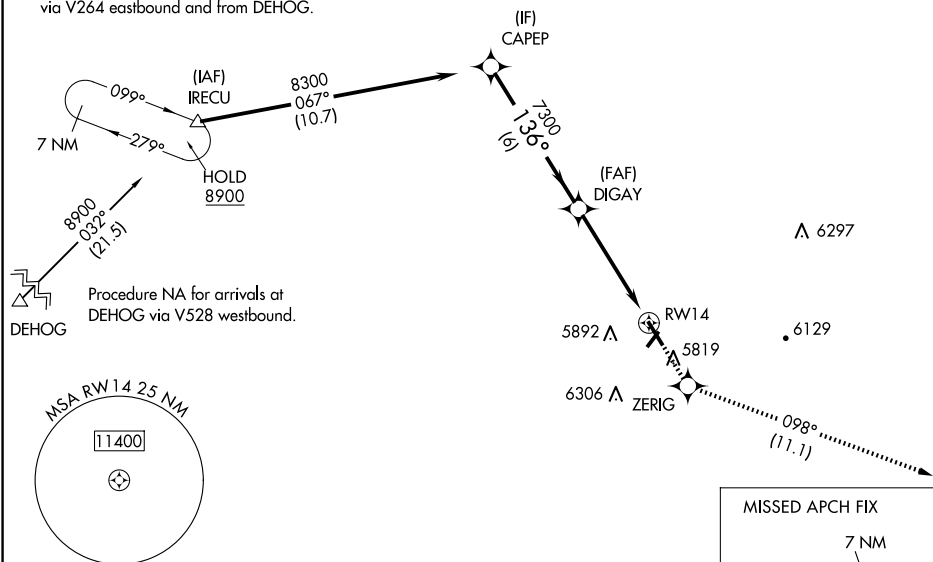 via V264 eastbound and from DEHOG.
(IF)
CAPEP
(IAF)
IRECU
8300
067°
(10.7)
099°
279°
7 NM
HOLD
8900
7300
136°
(6)
(FAF)
DIGAY
8900
032°
(21.5)
DEHOG
Procedure NA for arrivals at
DEHOG via V528 westbound.
6297
RW14
5892
5819
6129
6306
ZERIG
098°
(11.1)
MSA RW14 25 NM
11400
MISSED APCH FIX
7 NM